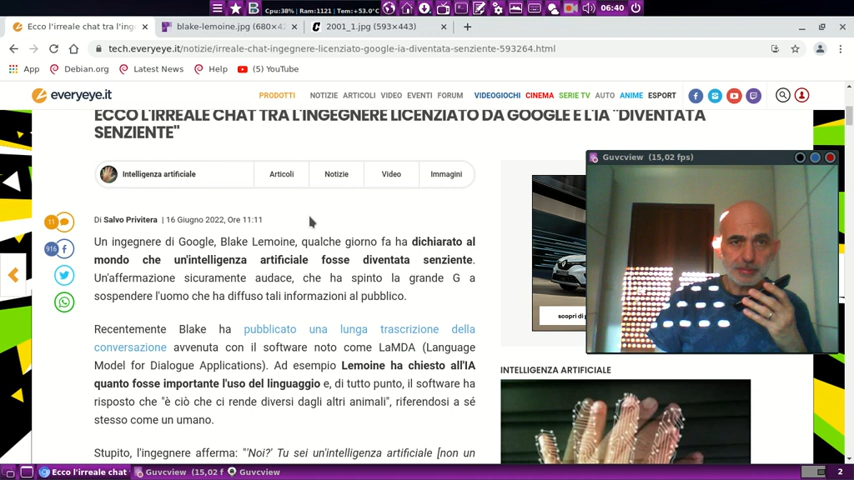 CPU:38% | Ram:1121 | Tem:+53.0°C
06:40
Ecco l'irreale chat tra l'ing
blake-lemoine.jpg (680×4
2001_1.jpg (593×443)
tech.everyeye.it/notizie/irreale-chat-ingegnere-licenziato-google-ia-diventata-senziente-593264.html
App
Debian.org
Latest News
Help
(5) YouTube
everyeye.it
PRODOTTI NOTIZIE ARTICOLI VIDEO EVENTI FORUM VIDEOGIOCHI CINEMA SERIE TV AUTO ANIME ESPORT
ECCO L'IRREALE CHAT TRA L'INGEGNERE LICENZIATO DA GOOGLE E L'IA "DIVENTATA
SENZIENTE"
Guvcview (15,02 fps)
Intelligenza artificiale
Articoli
Notizie
Video
Immagini
11
Di Salvo Privitera | 16 Giugno 2022, Ore 11:11
916
Un ingegnere di Google, Blake Lemoine, qualche giorno fa ha dichiarato al
mondo che un'intelligenza artificiale fosse diventata senziente.
Un'affermazione sicuramente audace, che ha spinto la grande G a
sospendere l'uomo che ha diffuso tali informazioni al pubblico.
scopri di p
Recentemente Blake ha pubblicato una lunga trascrizione della
conversazione avvenuta con il software noto come LaMDA (Language
Model for Dialogue Applications). Ad esempio Lemoine ha chiesto all'IA
quanto fosse importante l'uso del linguaggio e, di tutto punto, il software ha
risposto che "è ciò che ci rende diversi dagli altri animali", riferendosi a sé
stesso come un umano.
INTELLIGENZA ARTIFICIALE
Stupito, l'ingegnere afferma: "'Noi?' Tu sei un'intelligenza artificiale [non un
Ecco l'irreale chat
Guvcview (15,02 f
Guvcview
2